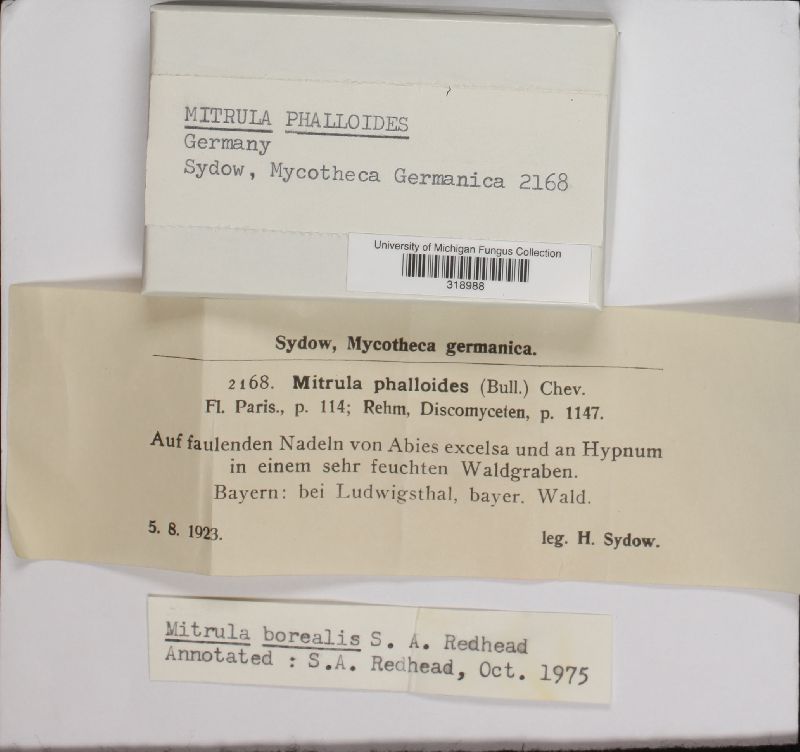 MITRULA PHALLOIDES
Germany
Sydow, Mycotheca Germanica 2168
University of Michigan Fungus Collection
318988
Sydow, Mycotheca germanica.
2168. Mitrula phalloides (Bull.) Chev.
Fl. Paris., p. 114; Rehm, Discomyceten, p. 1147.
Auf faulenden Nadeln von Abies excelsa und an Hypnum
in einem sehr feuchten Waldgraben.
Bayern: bei Ludwigsthal, bayer. Wald.
5. 8. 1923. leg. H. Sydow.
Mitrula borealis S. A. Redhead
Annotated : S.A. Redhead, Oct. 1975